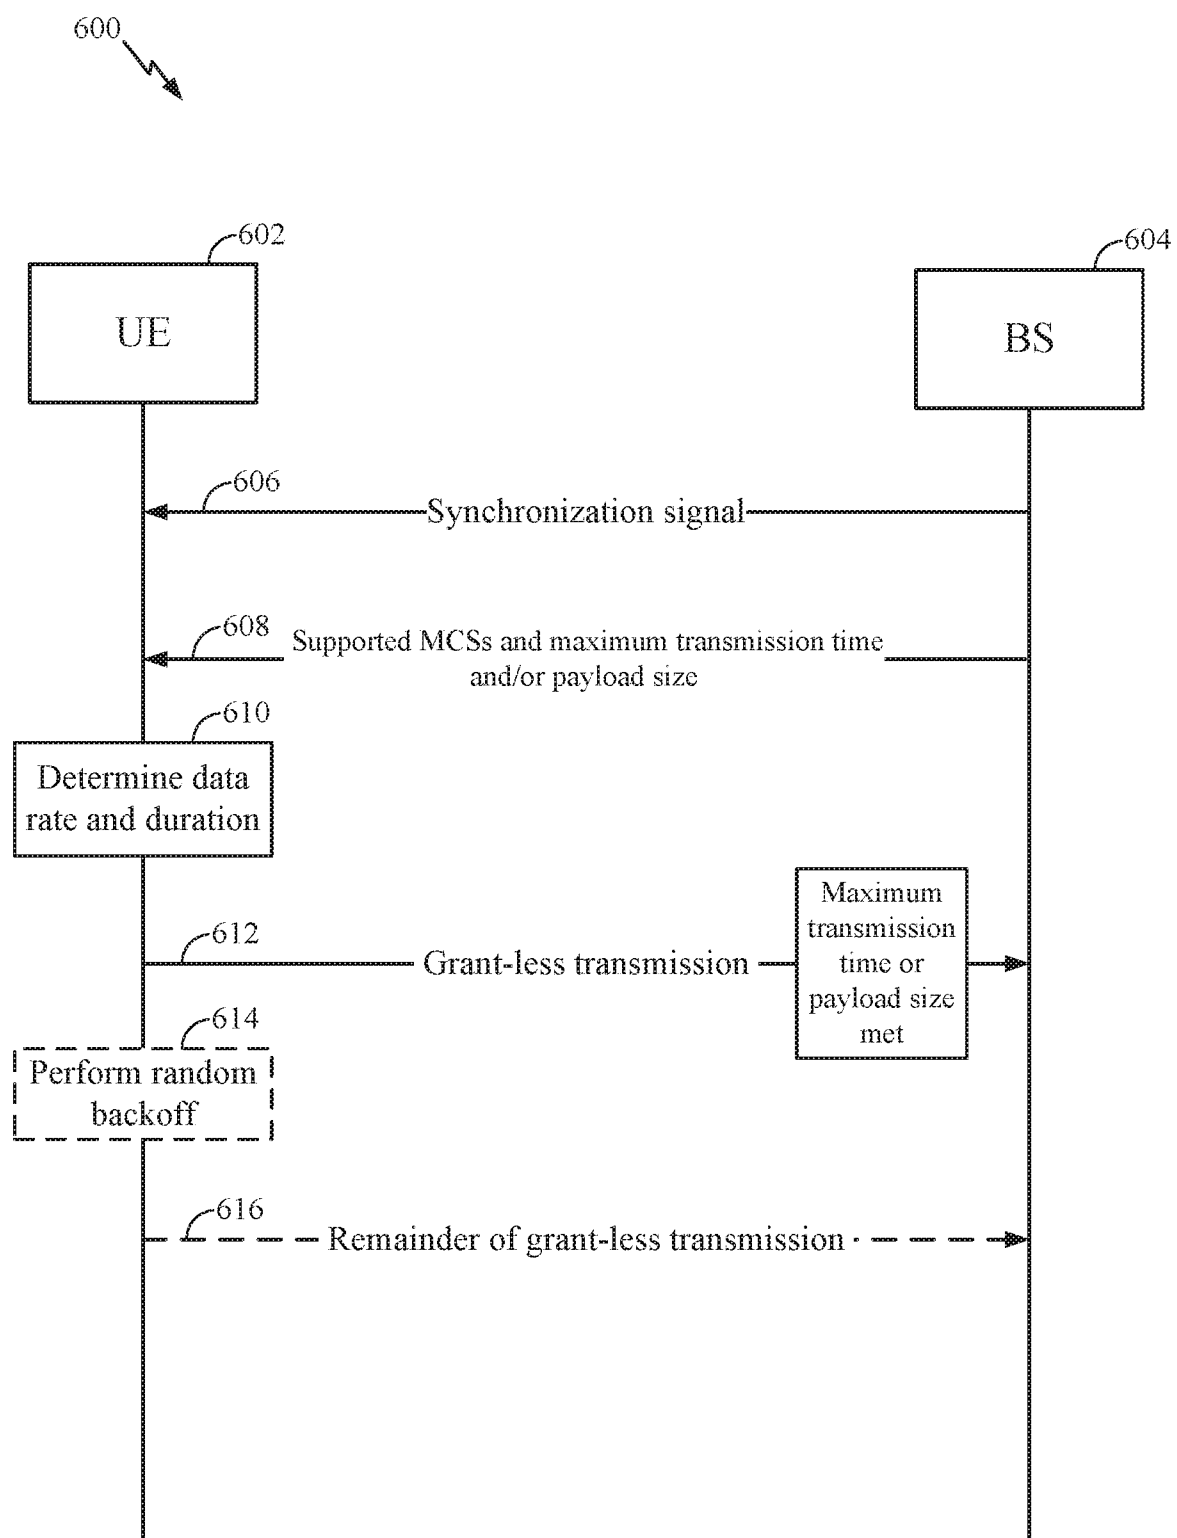 600
602
604
UE
BS
606
Synchronization signal
608
Supported MCSs and maximum transmission time
and/or payload size
610
Determine data
rate and duration
612
Grant-less transmission
Maximum
transmission
time or
payload size
met
614
Perform random
backoff
616
Remainder of grant-less transmission